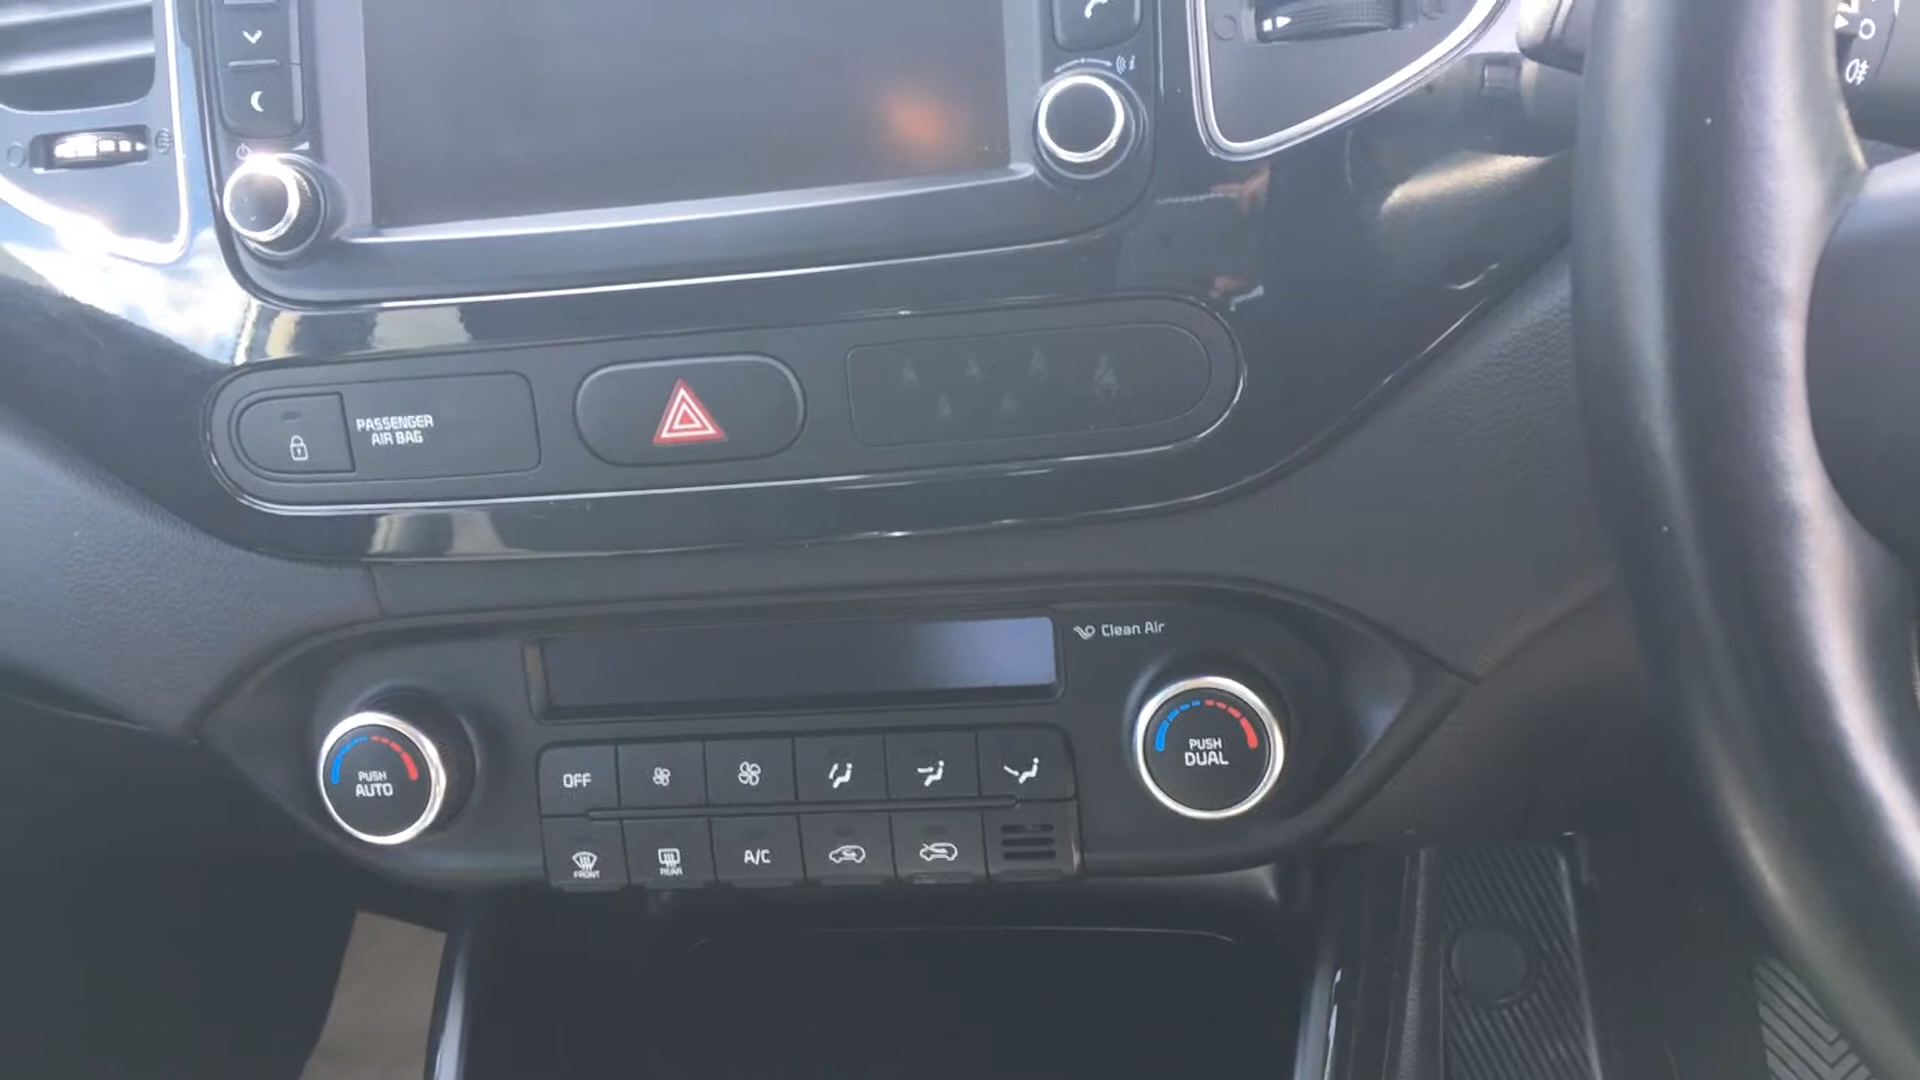 PASSENGER
AIR BAG
Clean Air
PUSH
AUTO
PUSH
DUAL
OFF
FRONT
REAR
A/C